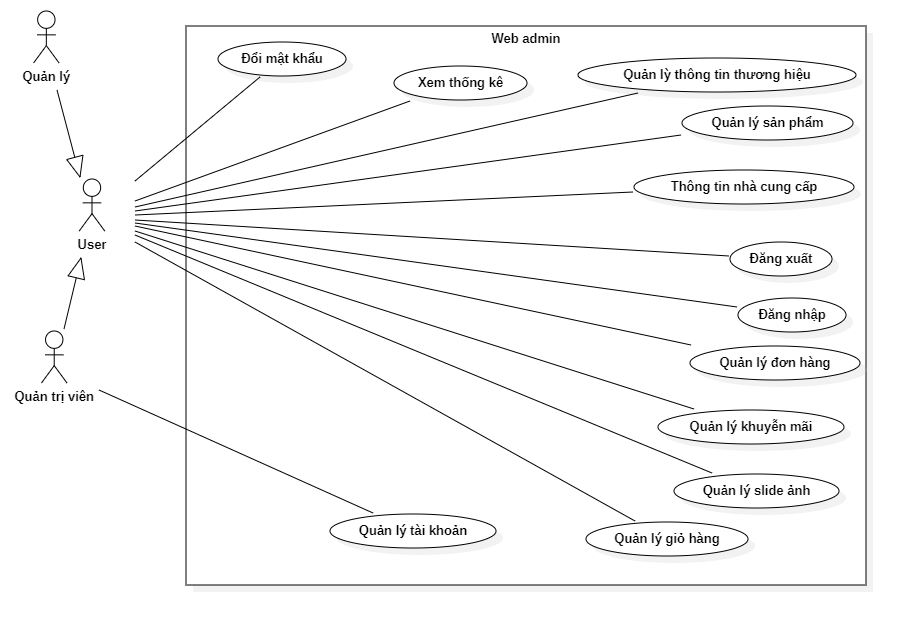 Quản lý
Web admin
Đổi mật khẩu
Xem thống kê
Quản lỳ thông tin thương hiệu
Quản lý sản phẩm
Thông tin nhà cung cấp
User
Đăng xuất
Đăng nhập
Quản lý đơn hàng
Quản trị viên
Quản lý khuyễn mãi
Quản lý slide ảnh
Quản lý tài khoản
Quản lý giỏ hàng